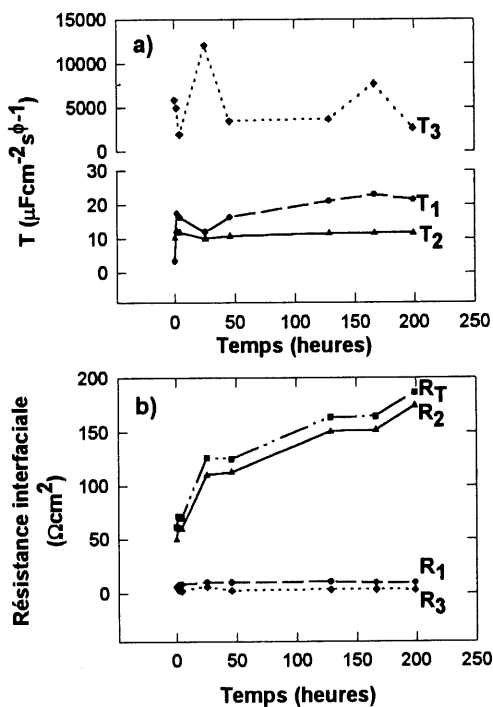 a)
15000
10000
5000
0
30
20
10
0
T (µFcm-2sϕ-1)
T3
T1
T2
0 50 100 150 200 250
Temps (heures)
b)
200
150
100
50
0
Résistance interfaciale
(Ωcm2)
RT
R2
R1
R3
0 50 100 150 200 250
Temps (heures)